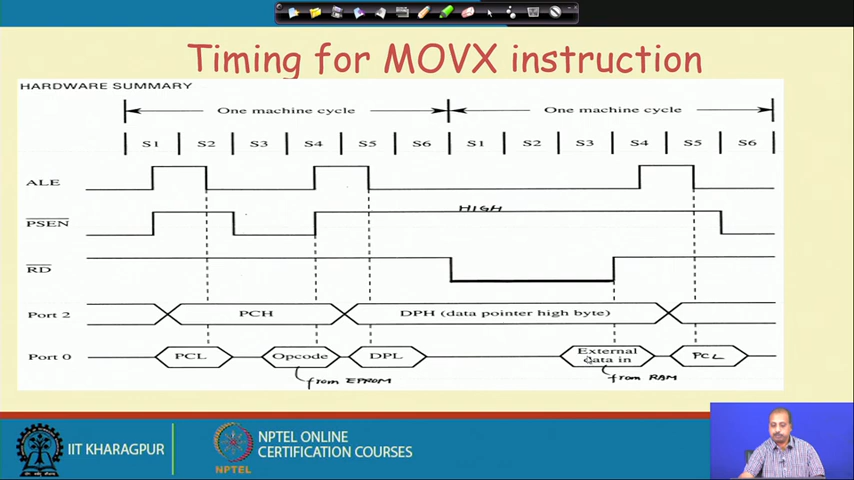 Timing for MOVX instruction
HARDWARE SUMMARY
One machine cycle One machine cycle
S1 S2 S3 S4 S5 S6 S1 S2 S3 S4 S5 S6
ALE
HIGH
PSEN
RD
Port 2 PCH DPH (data pointer high byte)
Port 0 PCL Opcode DPL External data in PCL
from EPROM from RAM
IIT KHARAGPUR
NPTEL
NPTEL ONLINE
CERTIFICATION COURSES